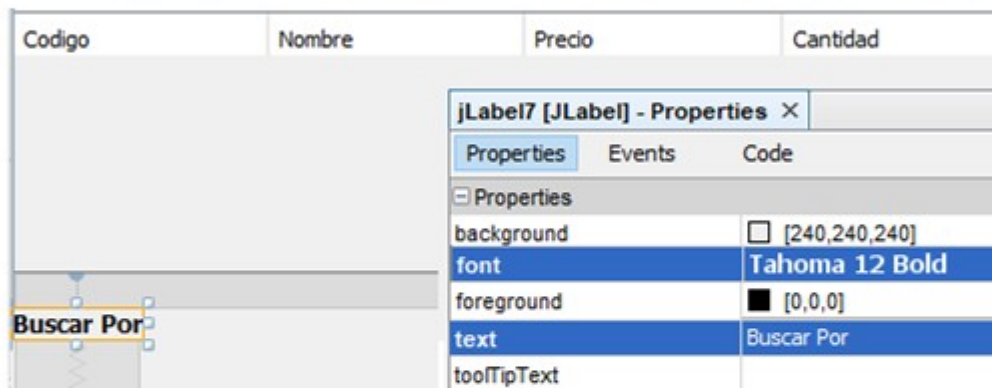 Codigo Nombre Precio Cantidad
jLabel7 [JLabel] - Properties
Properties Events Code
Properties
background [240,240,240]
font Tahoma 12 Bold
foreground [0,0,0]
Buscar Por
text Buscar Por
toolTipText